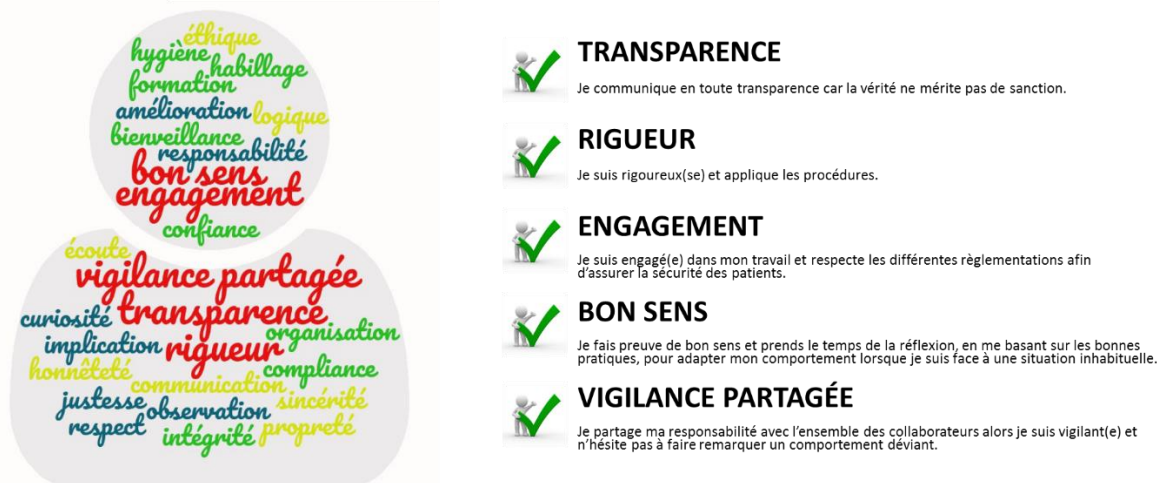 éthique
hygiène
habillage
formation
amélioration
logique
bienveillance
responsabilité
bon sens
engagement
confiance
écoute
vigilance partagée
curiosité
transparence
organisation
implication
rigueur
compliance
honnêteté
communication
justesse
observation
sincérité
respect
intégrité
propreté
TRANSPARENCE
Je communique en toute transparence car la vérité ne mérite pas de sanction.
RIGUEUR
Je suis rigoureux(se) et applique les procédures.
ENGAGEMENT
Je suis engagé(e) dans mon travail et respecte les différentes règlementations afin
d’assurer la sécurité des patients.
BON SENS
Je fais preuve de bon sens et prends le temps de la réflexion, en me basant sur les bonnes
pratiques, pour adapter mon comportement lorsque je suis face à une situation inhabituelle.
VIGILANCE PARTAGÉE
Je partage ma responsabilité avec l’ensemble des collaborateurs alors je suis vigilant(e) et
n’hésite pas à faire remarquer un comportement déviant.